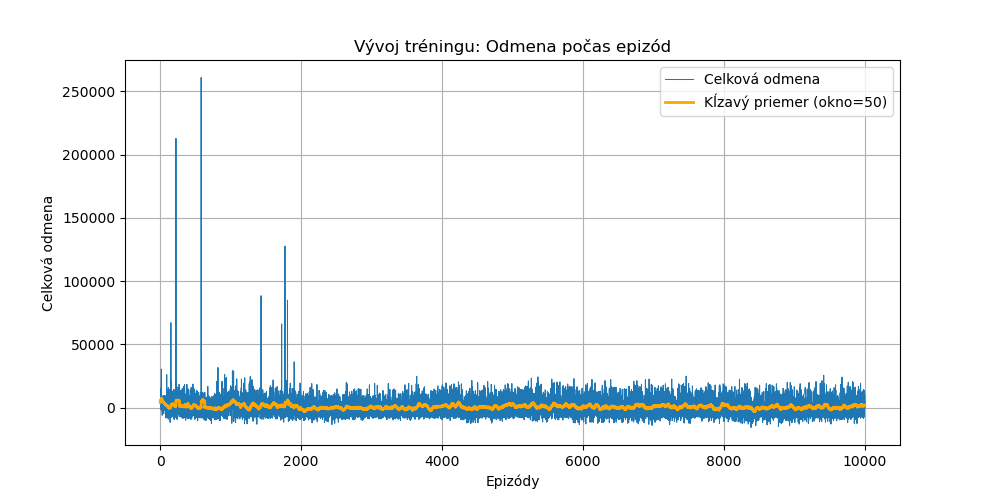 Vývoj tréningu: Odmena počas epizód
Celková odmena
Kĺzavý priemer (okno=50)
250000
200000
150000
100000
50000
0
Celková odmena
0 2000 4000 6000 8000 10000
Epizódy